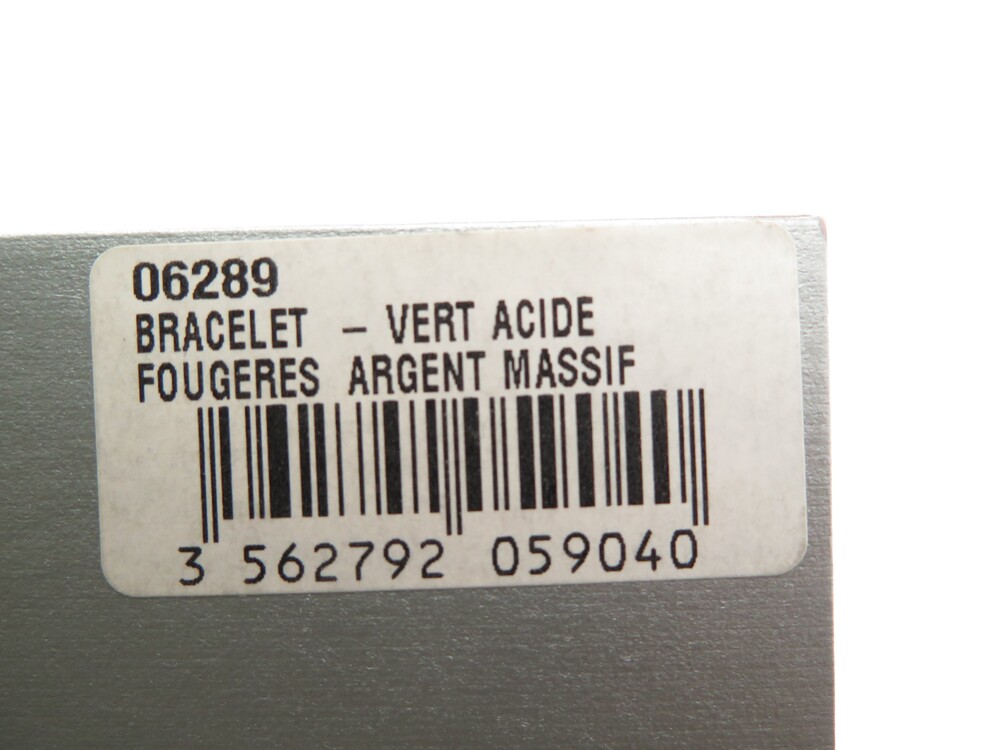 06289
BRACELET – VERT ACIDE
FOUGERES ARGENT MASSIF
3 562792 059040